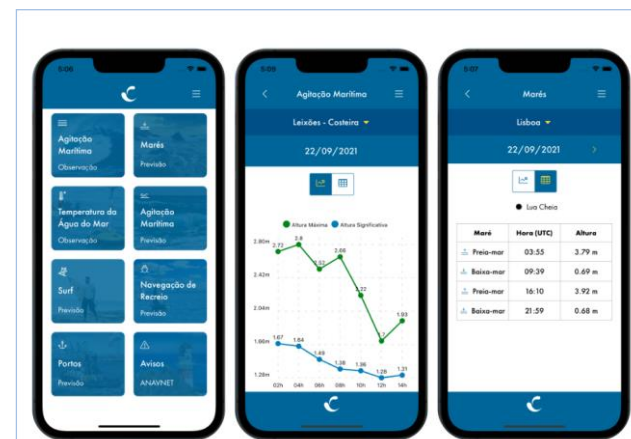 5:06
Agitação
Marítima
Observação
Marés
Previsão
Temperatura da
Água do Mar
Observação
Agitação
Marítima
Previsão
Surf
Previsão
Navegação de
Recreio
Previsão
Portos
Previsão
Avisos
ANAVNET
5:09
Agitação Marítima
Leixões - Costeira
22/09/2021
Altura Máxima Altura Significativa
2.80m 2.72 2.8 2.52 2.66
2.42m
2.22
2.04m
1.93
1.7
1.66m 1.67 1.64
1.49
1.38 1.36
1.28m 1.28 1.31
02h 04h 06h 08h 10h 12h 14h
5:07
Marés
Lisboa
22/09/2021
Lua Cheia
Maré Hora (UTC) Altura
Preia-mar 03:55 3.79 m
Baixa-mar 09:39 0.69 m
Preia-mar 16:10 3.92 m
Baixa-mar 21:59 0.68 m